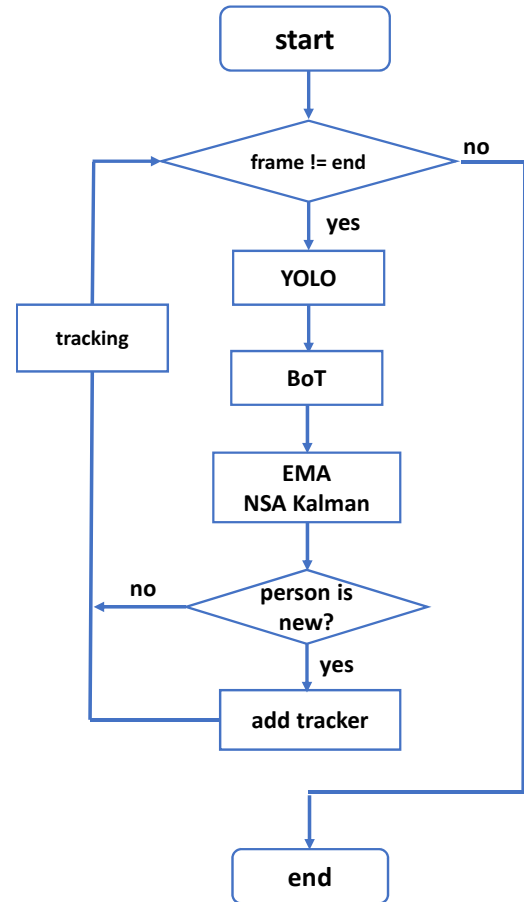 start
frame != end
no
yes
YOLO
tracking
BoT
EMA
NSA Kalman
no
person is
new?
yes
add tracker
end